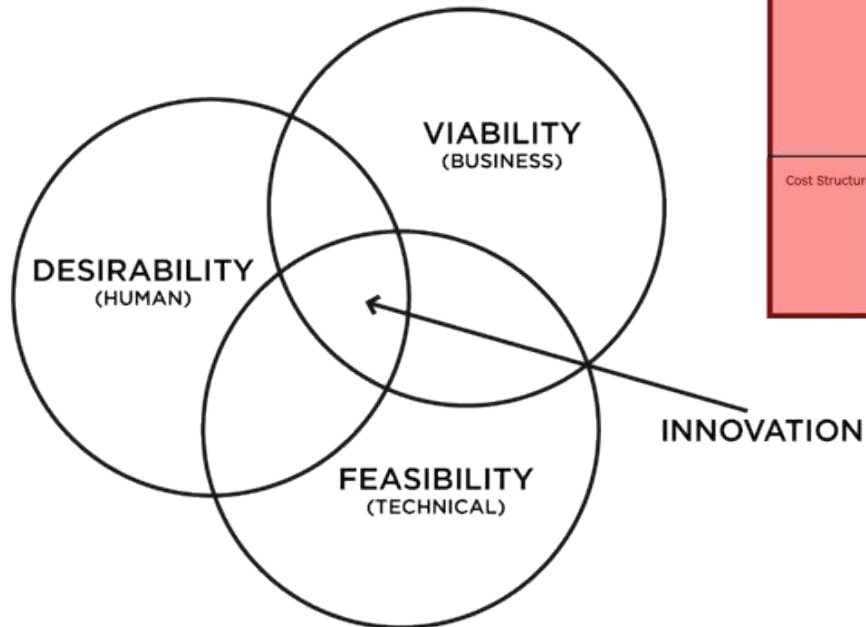 VIABILITY
(BUSINESS)
Cost Structure
DESIRABILITY
(HUMAN)
INNOVATION
FEASIBILITY
(TECHNICAL)